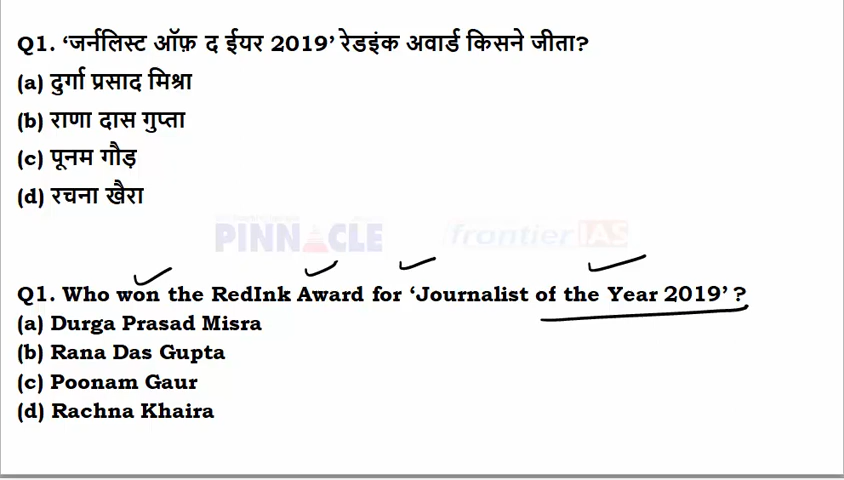 Q1. ‘जर्नलिस्ट ऑफ़ द ईयर 2019’ रेडइंक अवार्ड किसने जीता?
(a) दुर्गा प्रसाद मिश्रा
(b) राणा दास गुप्ता
(c) पूनम गौड़
(d) रचना खैरा
PINNACLE frontierIAS
Q1. Who won the RedInk Award for ‘Journalist of the Year 2019’ ?
(a) Durga Prasad Misra
(b) Rana Das Gupta
(c) Poonam Gaur
(d) Rachna Khaira